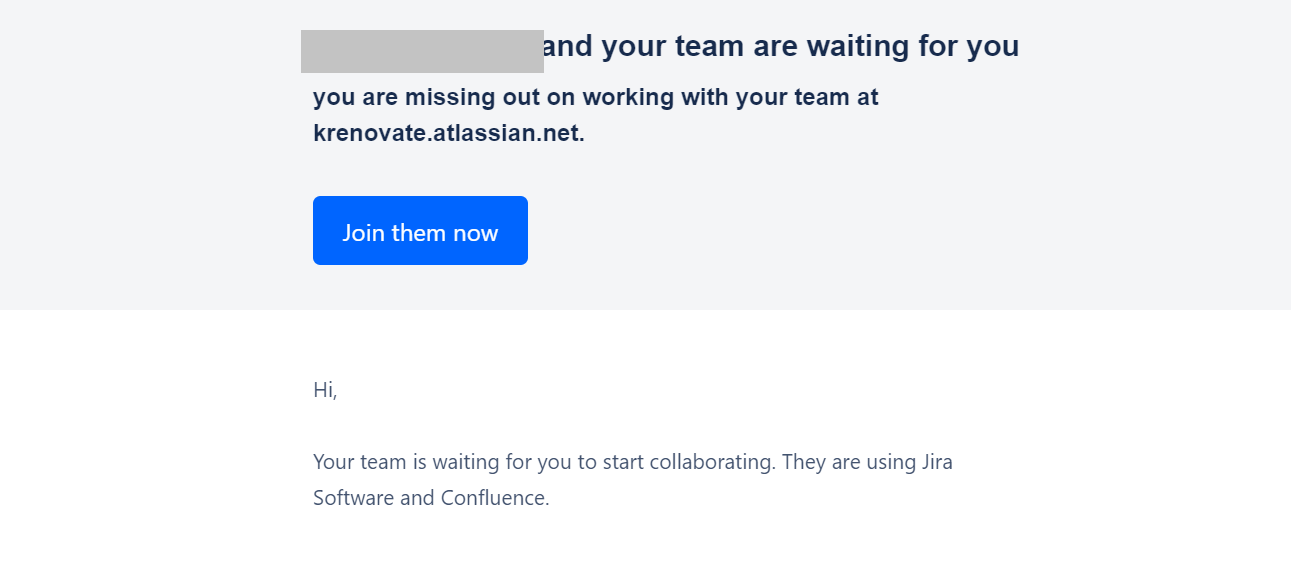 and your team are waiting for you
you are missing out on working with your team at
krenovate.atlassian.net.
Join them now
Hi,
Your team is waiting for you to start collaborating. They are using Jira
Software and Confluence.